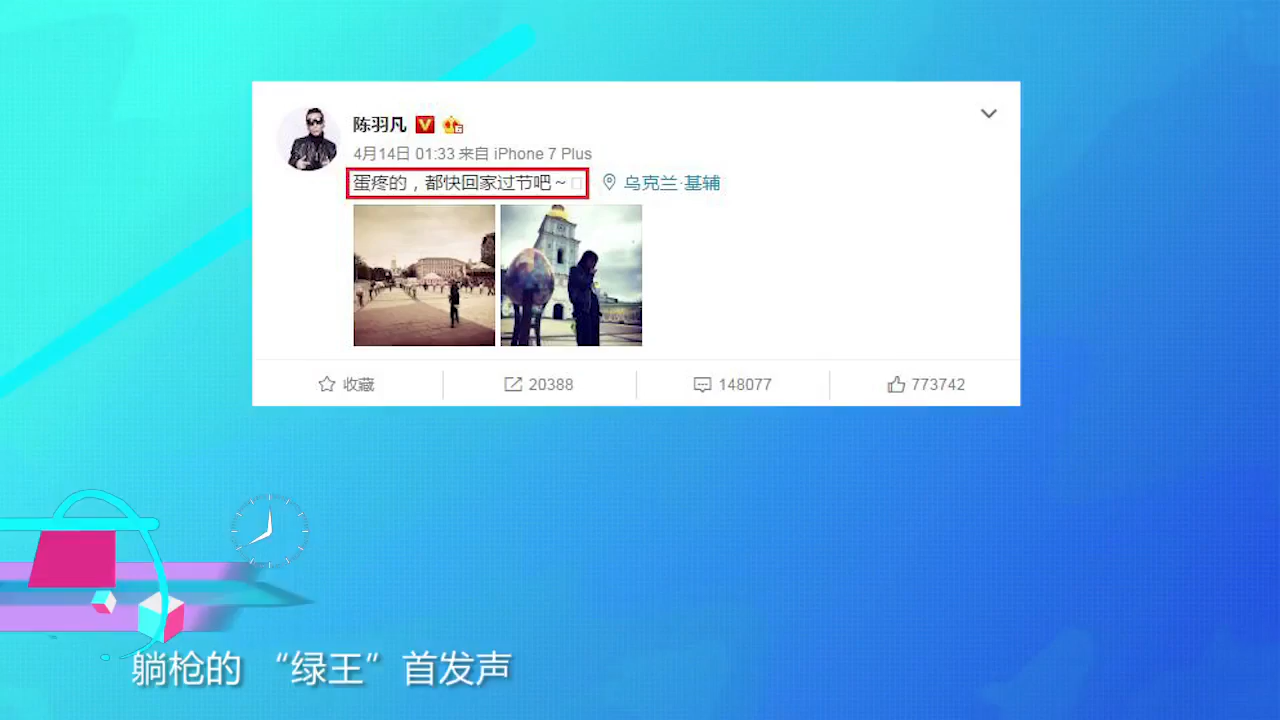 陈羽凡
4月14日 01:33 来自 iPhone 7 Plus
蛋疼的，都快回家过节吧～ 乌克兰·基辅
收藏 20388 148077 773742
躺枪的 “绿王” 首发声